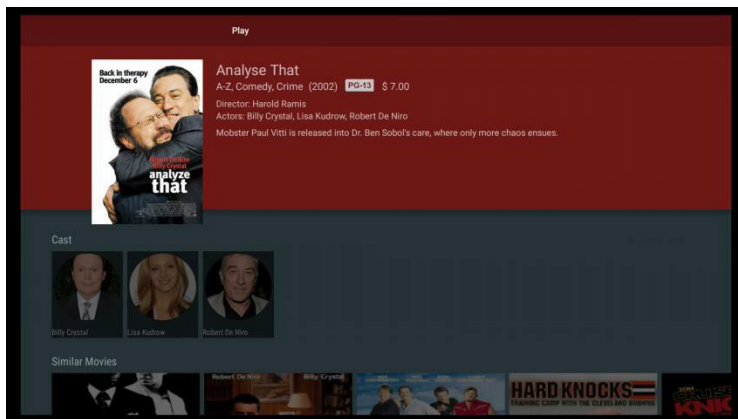 Play
Back in therapy
December 6
Robert De Niro
Billy Crystal
analyze
that
Analyse That
A-Z, Comedy, Crime (2002) PG-13 $ 7.00
Director: Harold Ramis
Actors: Billy Crystal, Lisa Kudrow, Robert De Niro
Mobster Paul Vitti is released into Dr. Ben Sobol's care, where only more chaos ensues.
Cast
Billy Crystal
Lisa Kudrow
Robert De Niro
Similar Movies
Robert De Niro Billy Crystal
HARD KNOCKS
TRAINING CAMP WITH THE CLEVELAND BROWNS
CRUISE